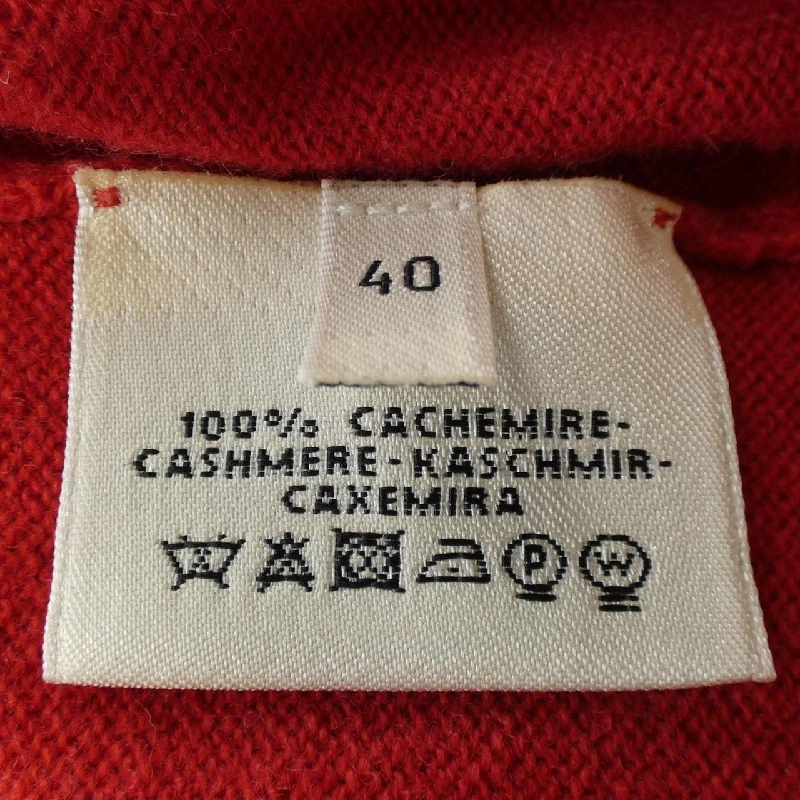 40
100% CACHEMIRE-
CASHMERE-KASCHMIR-
CAXEMIRA
P W